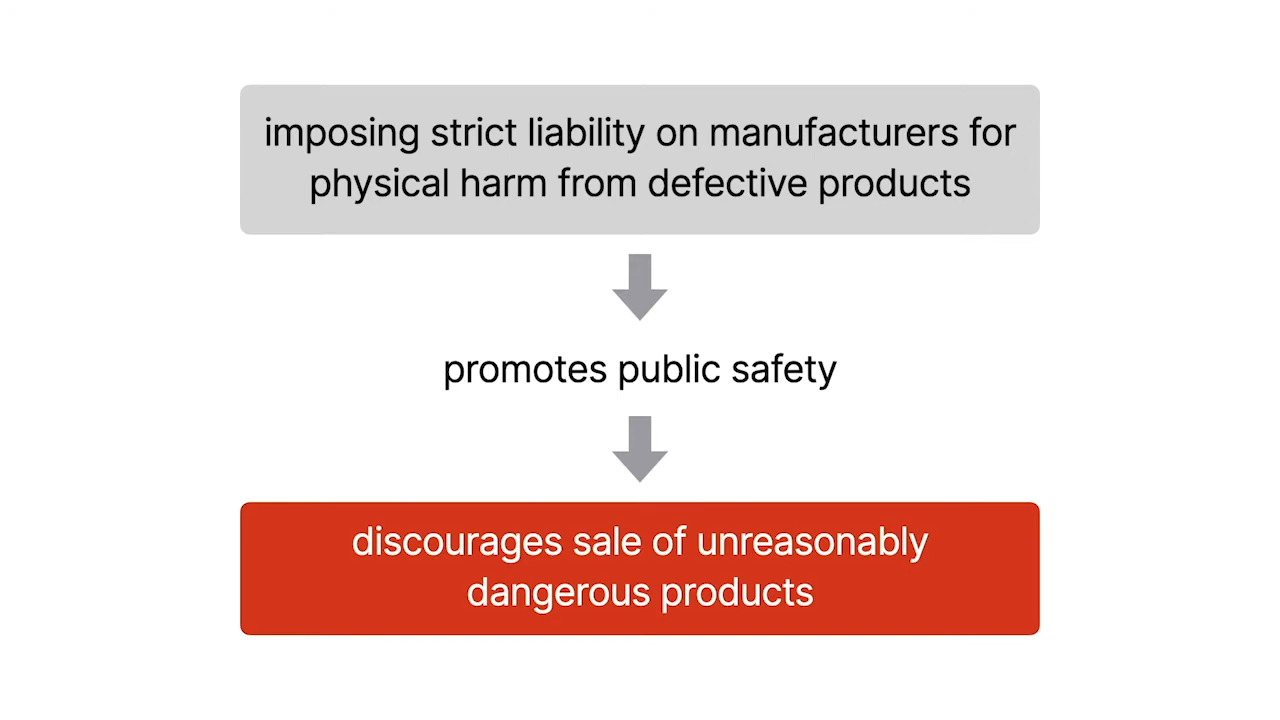 imposing strict liability on manufacturers for
physical harm from defective products
promotes public safety
discourages sale of unreasonably
dangerous products